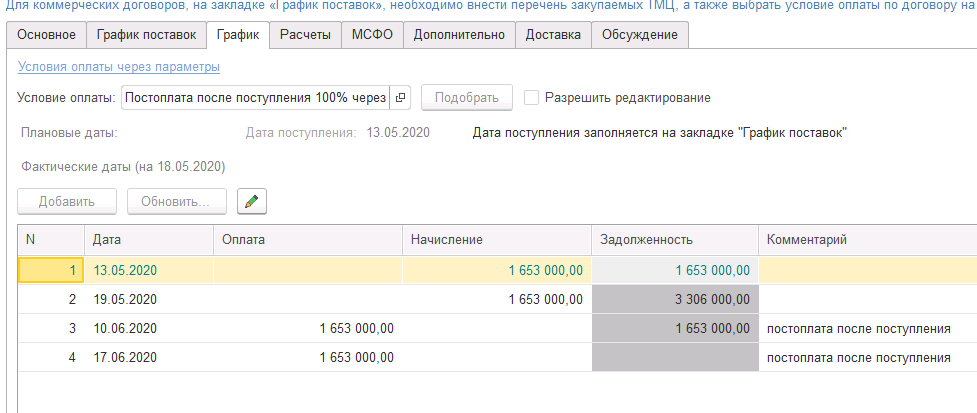 Для коммерческих договоров, на закладке «График поставок», необходимо внести перечень закупаемых ТМЦ, а также выбрать условие оплаты по договору на
Основное График поставок График Расчеты МСФО Дополнительно Доставка Обсуждение
Условия оплаты через параметры
Условие оплаты: Постоплата после поступления 100% через Подобрать Разрешить редактирование
Плановые даты: Дата поступления: 13.05.2020 Дата поступления заполняется на закладке "График поставок"
Фактические даты (на 18.05.2020)
Добавить Обновить...
N Дата Оплата Начисление Задолженность Комментарий
1 13.05.2020 1 653 000,00 1 653 000,00
2 19.05.2020 1 653 000,00 3 306 000,00
3 10.06.2020 1 653 000,00 1 653 000,00 постоплата после поступления
4 17.06.2020 1 653 000,00 постоплата после поступления